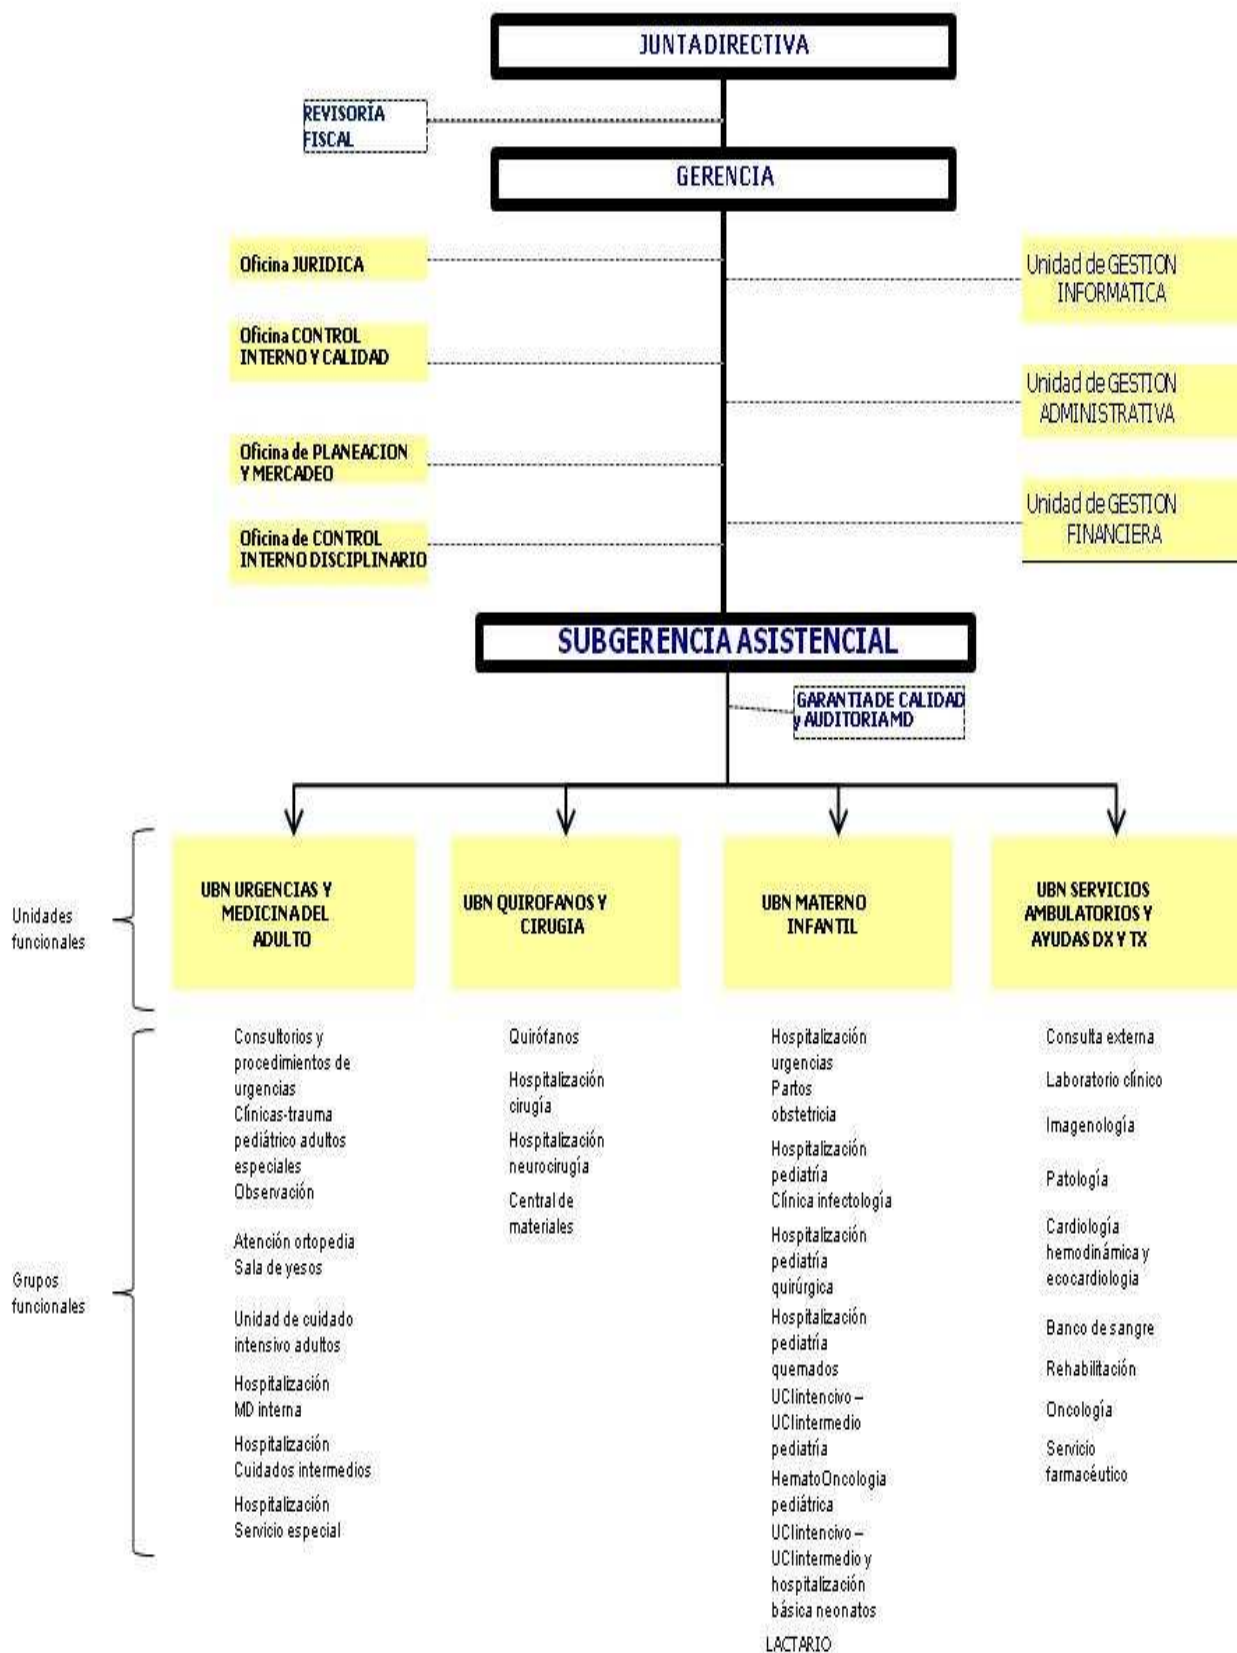 JUNTA DIRECTIVA
REVISORÍA
FISCAL
GERENCIA
Oficina JURIDICA
Oficina CONTROL
INTERNO Y CALIDAD
Oficina de PLANEACION
Y MERCADEO
Oficina de CONTROL
INTERNO DISCIPLINARIO
Unidad de GESTION
INFORMATICA
Unidad de GESTION
ADMINISTRATIVA
Unidad de GESTION
FINANCIERA
SUBGERENCIA ASISTENCIAL
GARANTIA DE CALIDAD
y AUDITORIA MD
Unidades
funcionales
UBN URGENCIAS Y
MEDICINA DEL
ADULTO
UBN QUIROFANOS Y
CIRUGIA
UBN MATERNO
INFANTIL
UBN SERVICIOS
AMBULATORIOS Y
AYUDAS DX Y TX
Grupos
funcionales
Consultorios y
procedimientos de
urgencias
Clínicas-trauma
pediátrico adultos
especiales
Observación
Atención ortopedia
Sala de yesos
Unidad de cuidado
intensivo adultos
Hospitalización
MD interna
Hospitalización
Cuidados intermedios
Hospitalización
Servicio especial
Quirófanos
Hospitalización
cirugía
Hospitalización
neurocirugía
Central de
materiales
Hospitalización
urgencias
Partos
obstetricia
Hospitalización
pediatría
Clínica infectología
Hospitalización
pediatría
quirúrgica
Hospitalización
pediatría
quemados
UCIintencivo –
UCIintermedio
pediatría
HematoOncología
pediátrica
UCIintencivo –
UCIintermedio y
hospitalización
básica neonatos
LACTARIO
Consulta externa
Laboratorio clínico
Imagenología
Patología
Cardiología
hemodinámica y
ecocardiología
Banco de sangre
Rehabilitación
Oncología
Servicio
farmacéutico